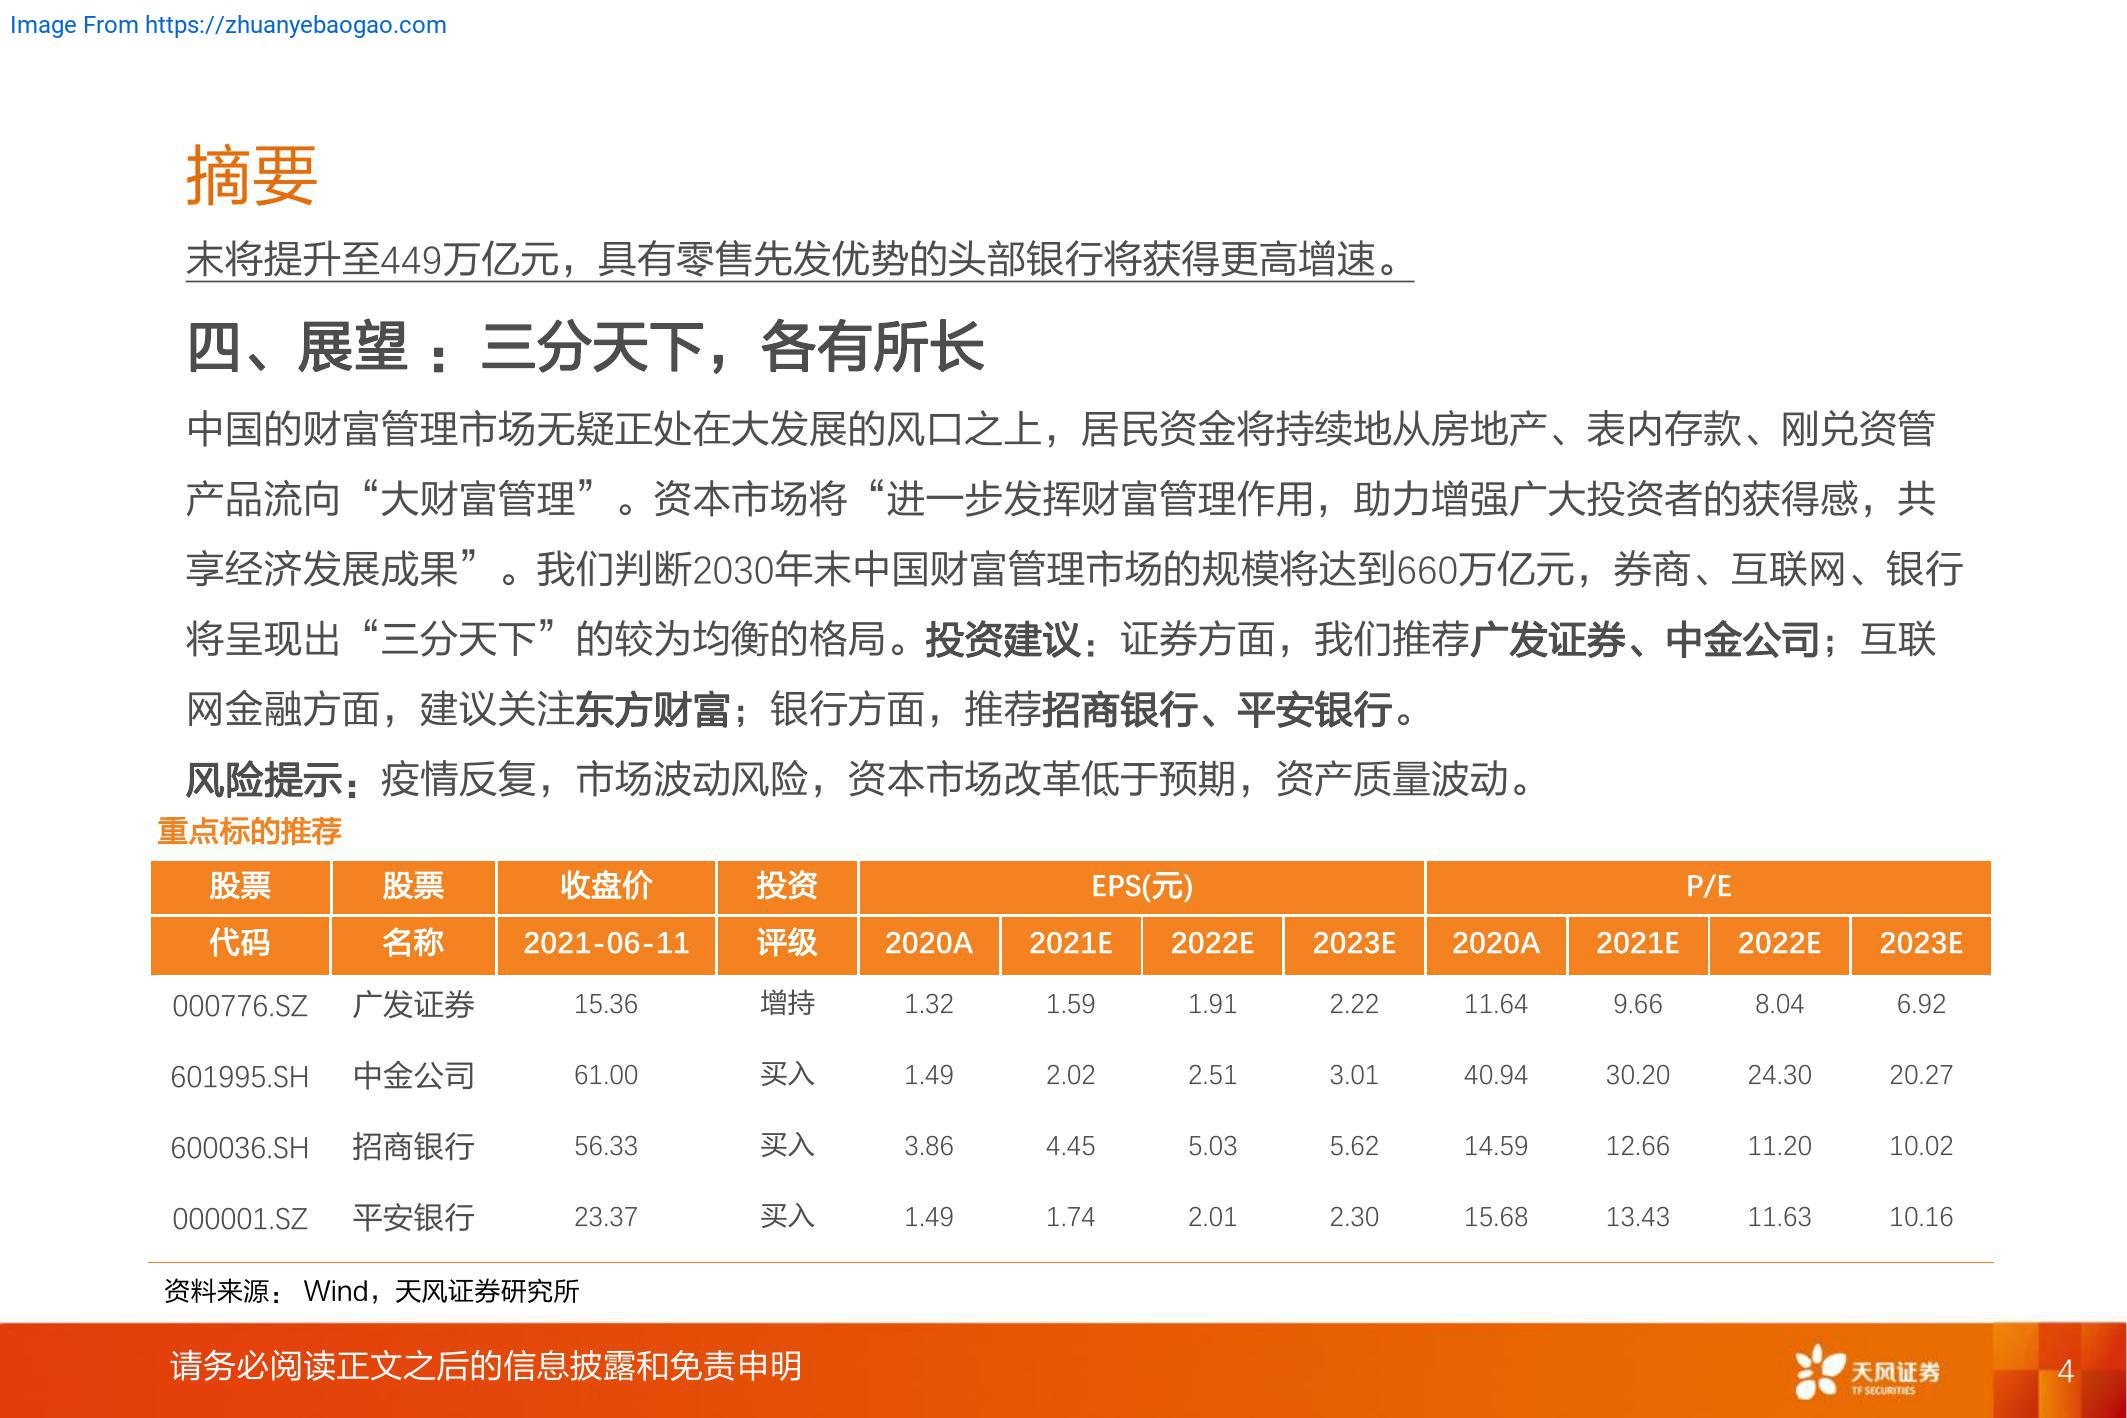 Image From https://zhuanyebaogao.com
摘要
末将提升至449万亿元，具有零售先发优势的头部银行将获得更高增速。
四、展望 ：三分天下，各有所长
中国的财富管理市场无疑正处在大发展的风口之上，居民资金将持续地从房地产、表内存款、刚兑资管
产品流向“大财富管理”。资本市场将“进一步发挥财富管理作用，助力增强广大投资者的获得感，共
享经济发展成果”。我们判断2030年末中国财富管理市场的规模将达到660万亿元，券商、互联网、银行
将呈现出“三分天下”的较为均衡的格局。投资建议：证券方面，我们推荐广发证券、中金公司；互联
网金融方面，建议关注东方财富；银行方面，推荐招商银行、平安银行。
风险提示：疫情反复，市场波动风险，资本市场改革低于预期，资产质量波动。
重点标的推荐
股票 股票 收盘价 投资 EPS(元) P/E
代码 名称 2021-06-11 评级 2020A 2021E 2022E 2023E 2020A 2021E 2022E 2023E
000776.SZ 广发证券 15.36 增持 1.32 1.59 1.91 2.22 11.64 9.66 8.04 6.92
601995.SH 中金公司 61.00 买入 1.49 2.02 2.51 3.01 40.94 30.20 24.30 20.27
600036.SH 招商银行 56.33 买入 3.86 4.45 5.03 5.62 14.59 12.66 11.20 10.02
000001.SZ 平安银行 23.37 买入 1.49 1.74 2.01 2.30 15.68 13.43 11.63 10.16
资料来源： Wind，天风证券研究所
请务必阅读正文之后的信息披露和免责申明
天风证券
TF SECURITIES
4